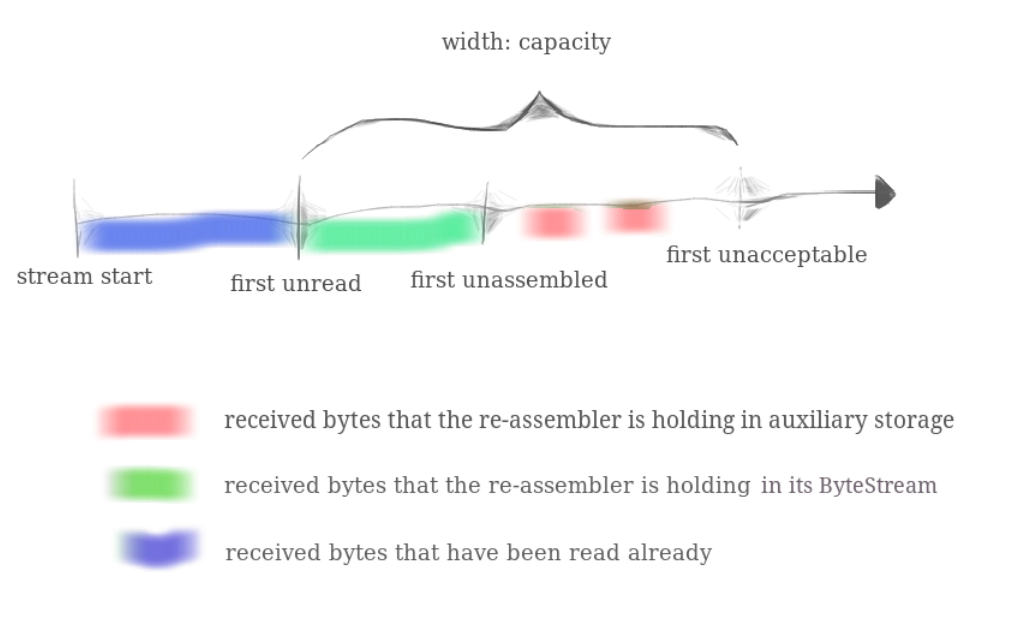 width: capacity
stream start
first unread
first unassembled
first unacceptable
received bytes that the re-assembler is holding in auxiliary storage
received bytes that the re-assembler is holding in its ByteStream
received bytes that have been read already